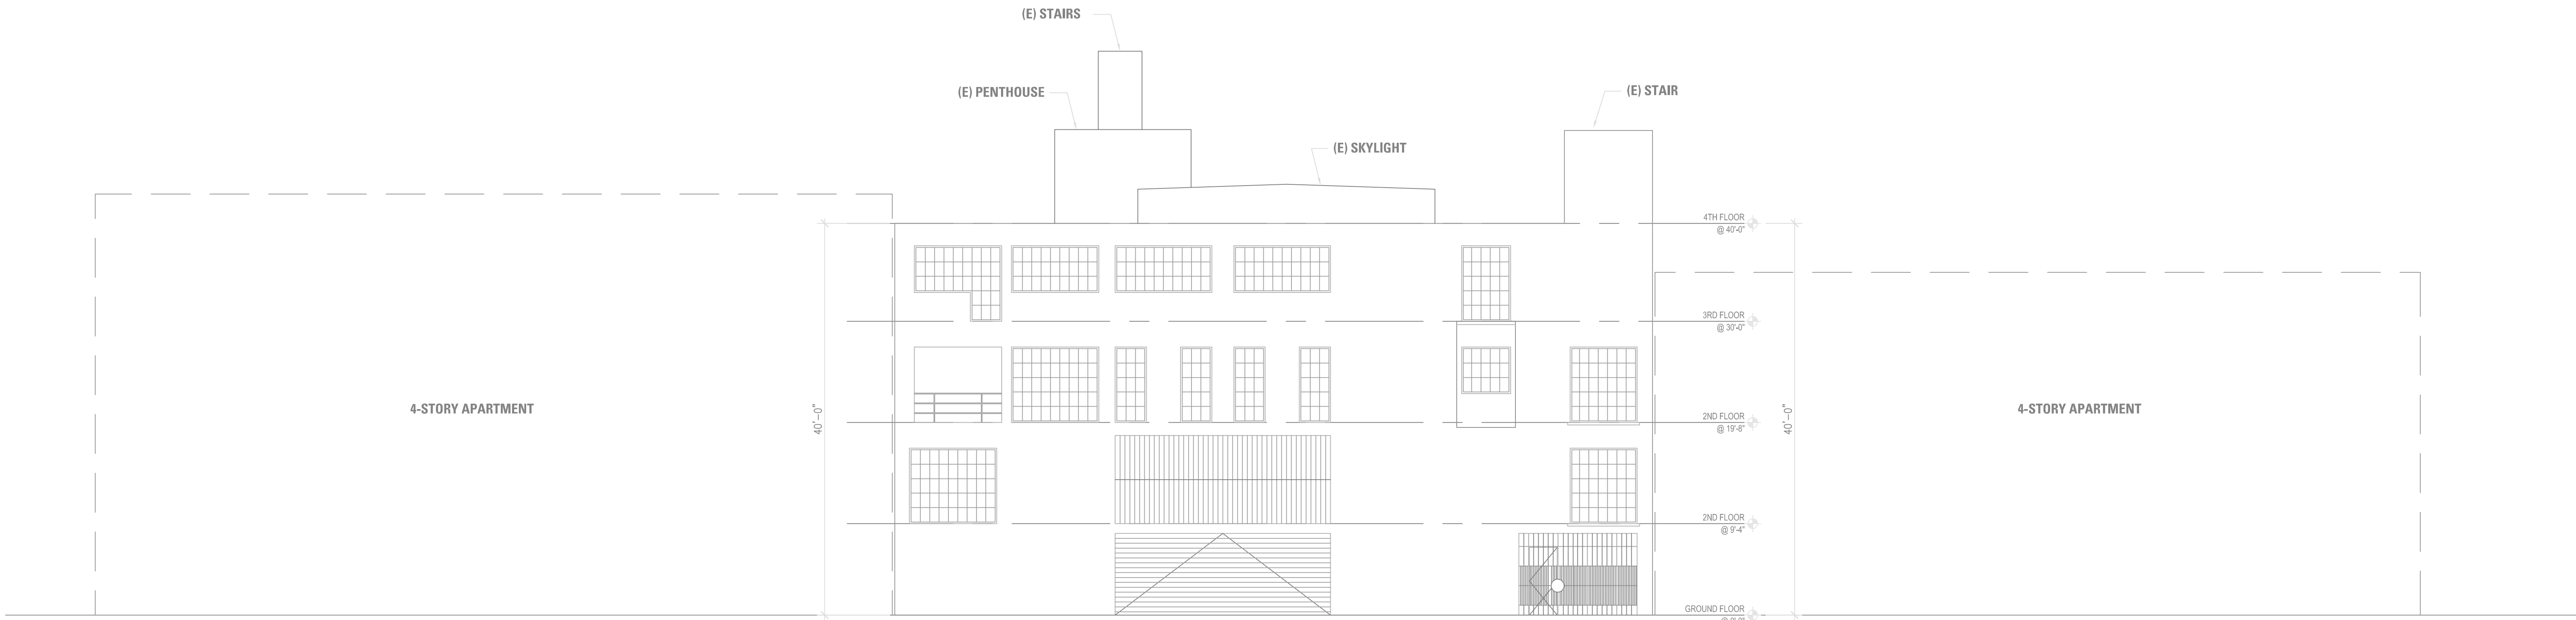 (E) STAIRS
(E) PENTHOUSE
(E) STAIR
(E) SKYLIGHT
4TH FLOOR
@ 40'-0"
3RD FLOOR
@ 30'-0"
4-STORY APARTMENT
40'-0"
2ND FLOOR
@ 19'-8"
40'-0"
4-STORY APARTMENT
2ND FLOOR
@ 9'-4"
GROUND FLOOR